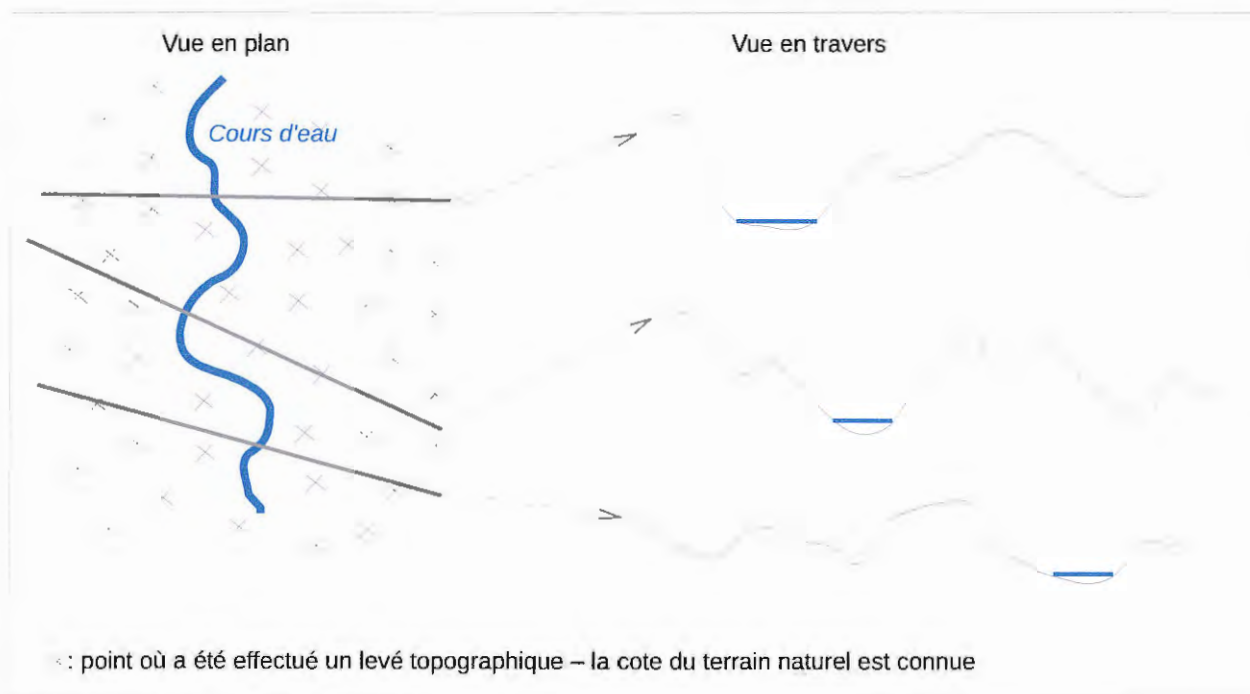 Vue en plan
Vue en travers
Cours d'eau
: point où a été effectué un levé topographique – la cote du terrain naturel est connue